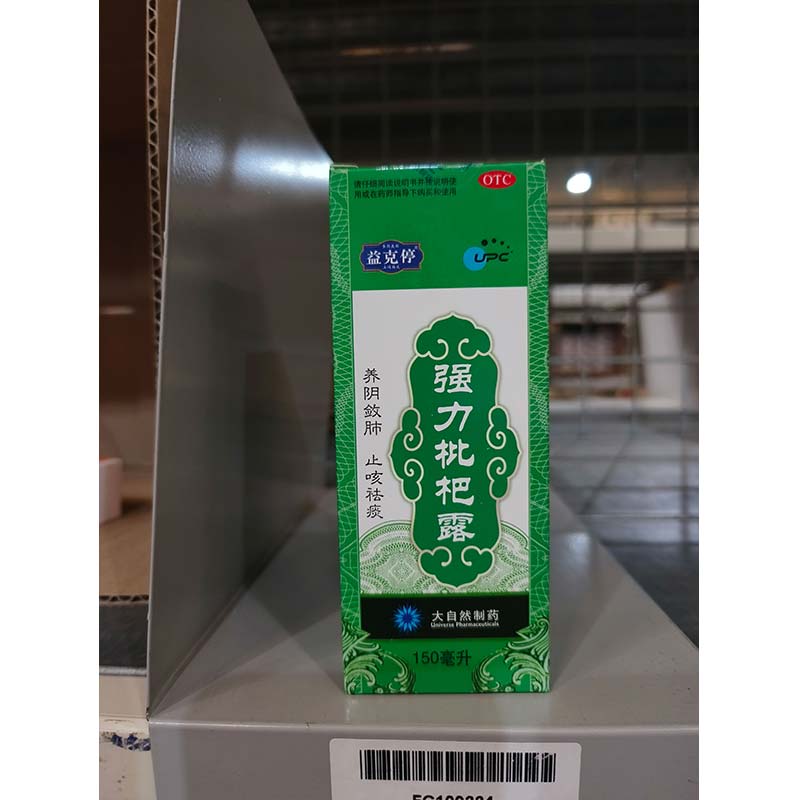 请仔细阅读说明书并按说明使
用或在药师指导下购买和使用
OTC
益克停
UPC
强力枇杷露
养阴敛肺 止咳祛痰
大自然制药
Universe Pharmaceuticals
150毫升